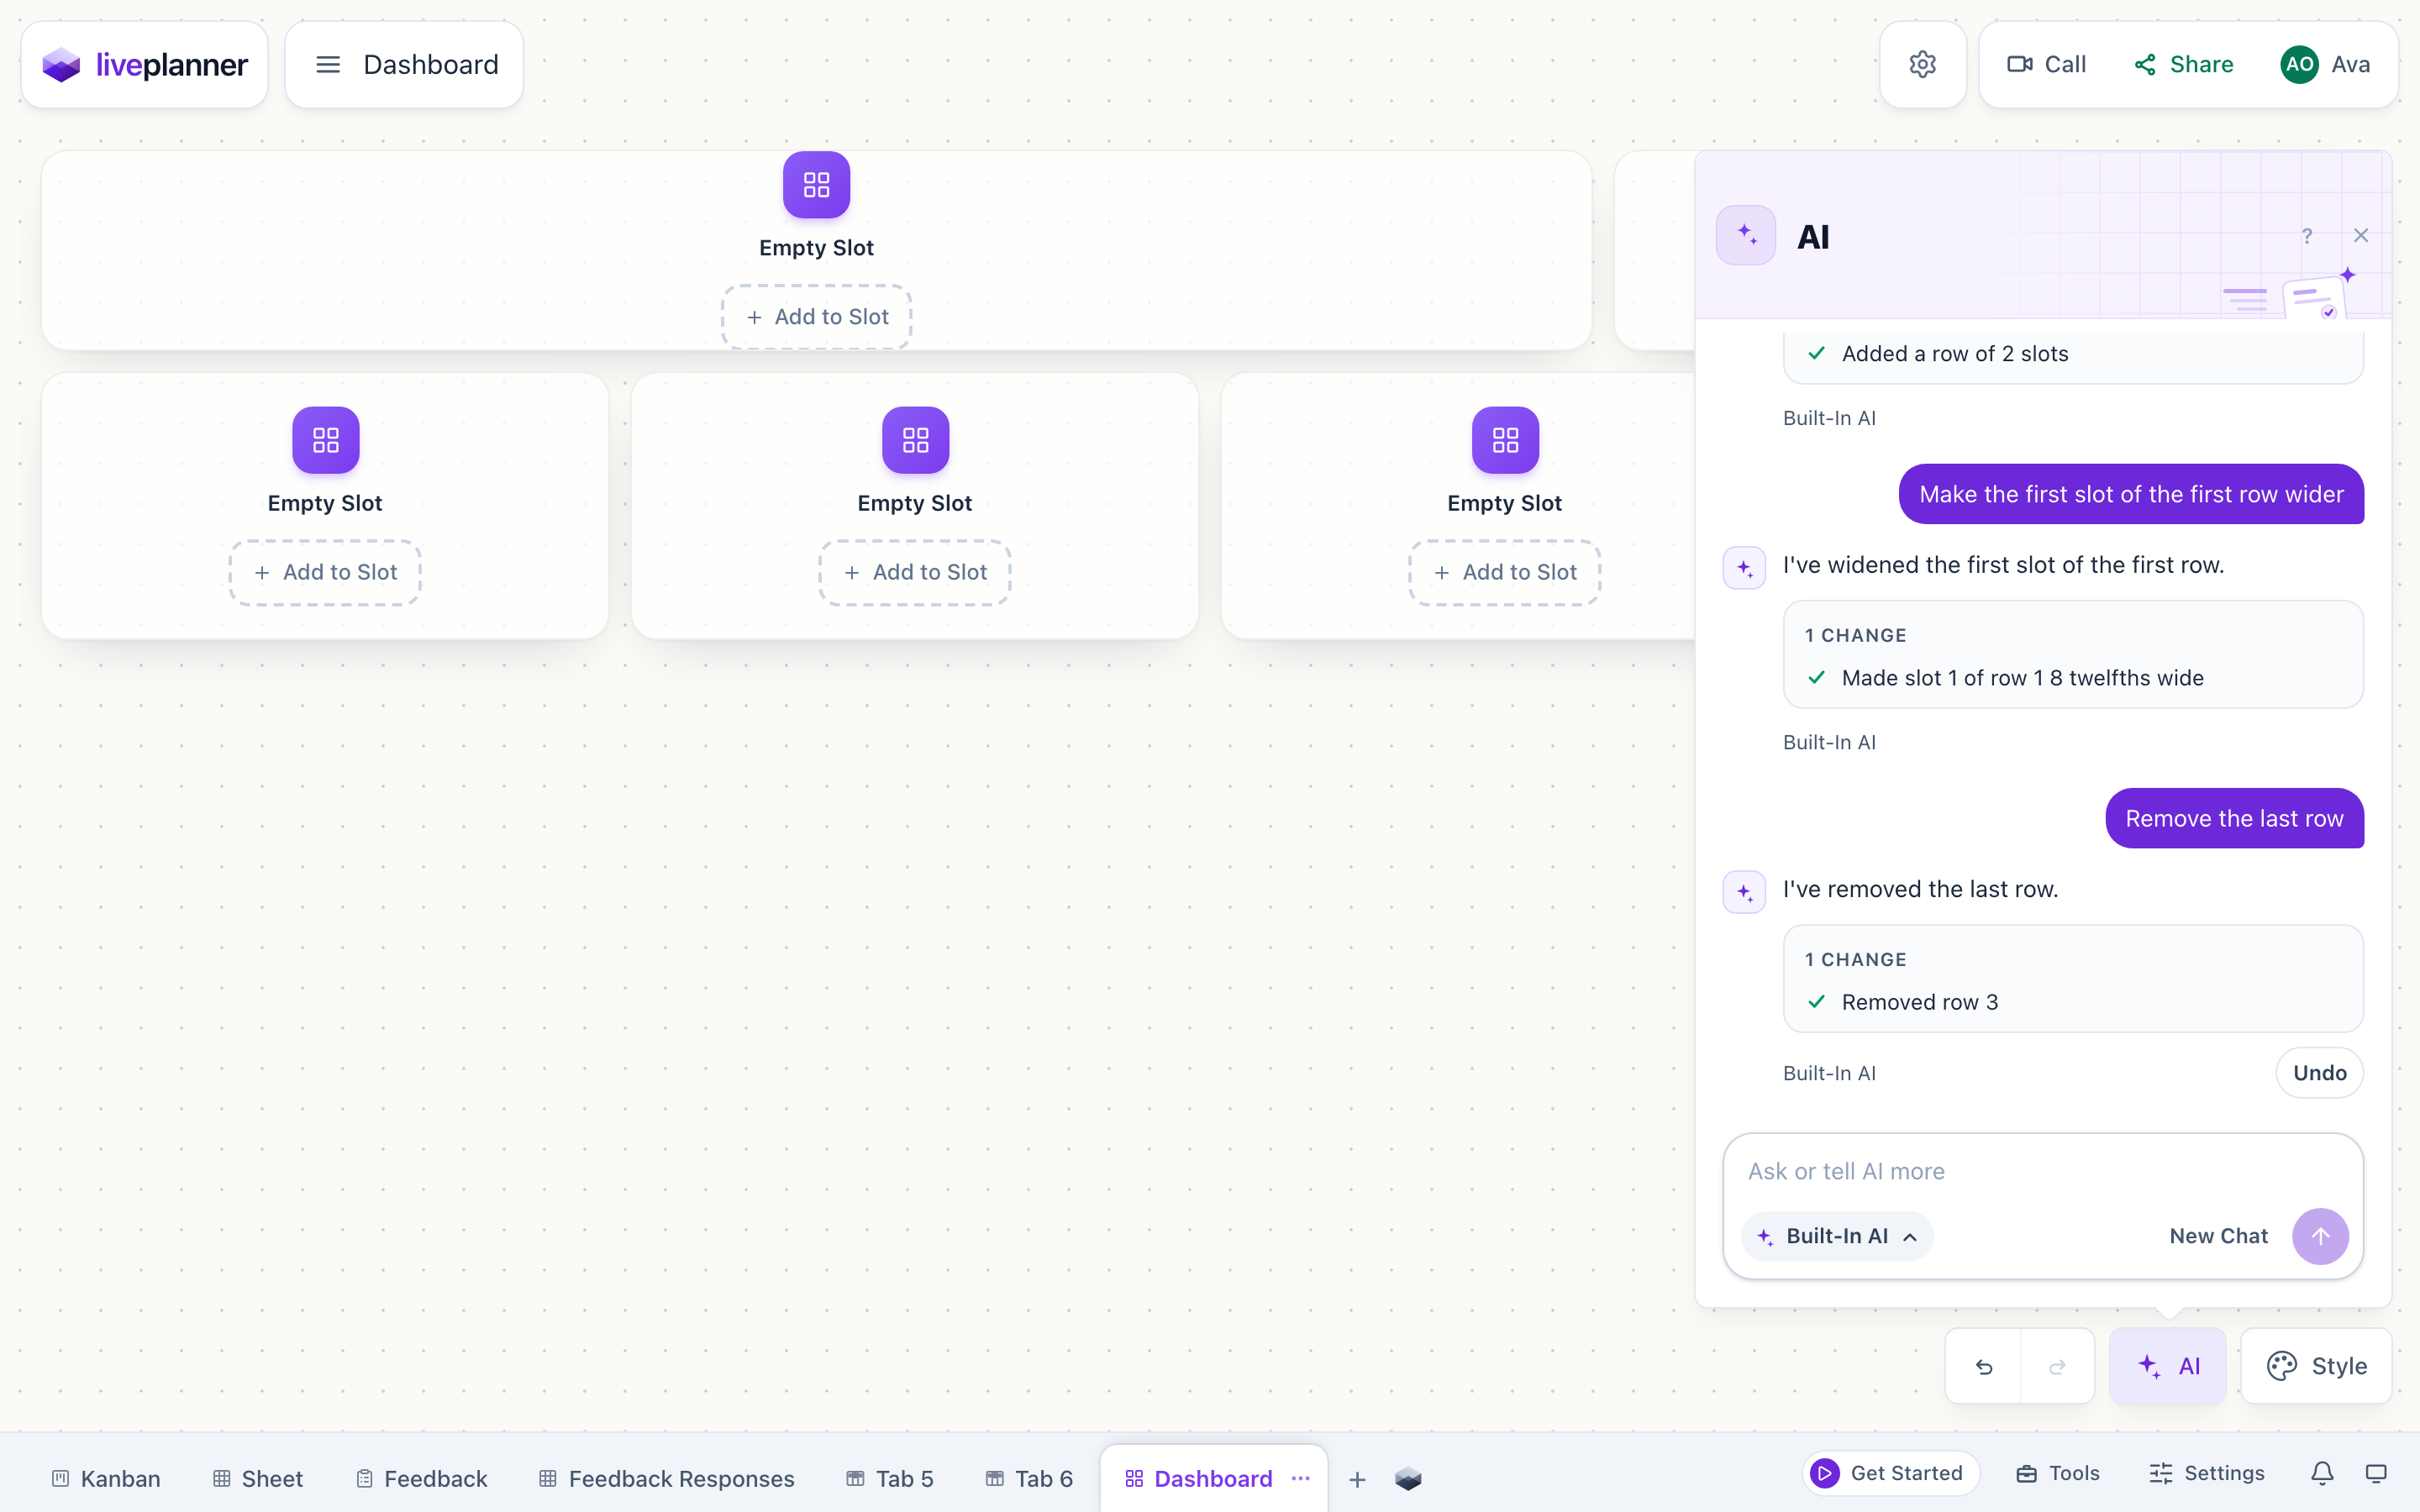 liveplanner
Dashboard
Call
Share
AO
Ava
Empty Slot
+ Add to Slot
Empty Slot
+ Add to Slot
Empty Slot
+ Add to Slot
Empty Slot
+ Add to Slot
AI
?
Added a row of 2 slots
Built-In AI
Make the first slot of the first row wider
I've widened the first slot of the first row.
1 CHANGE
Made slot 1 of row 1 8 twelfths wide
Built-In AI
Remove the last row
I've removed the last row.
1 CHANGE
Removed row 3
Built-In AI
Undo
Ask or tell AI more
Built-In AI
New Chat
AI
Style
Kanban
Sheet
Feedback
Feedback Responses
Tab 5
Tab 6
Dashboard
Get Started
Tools
Settings